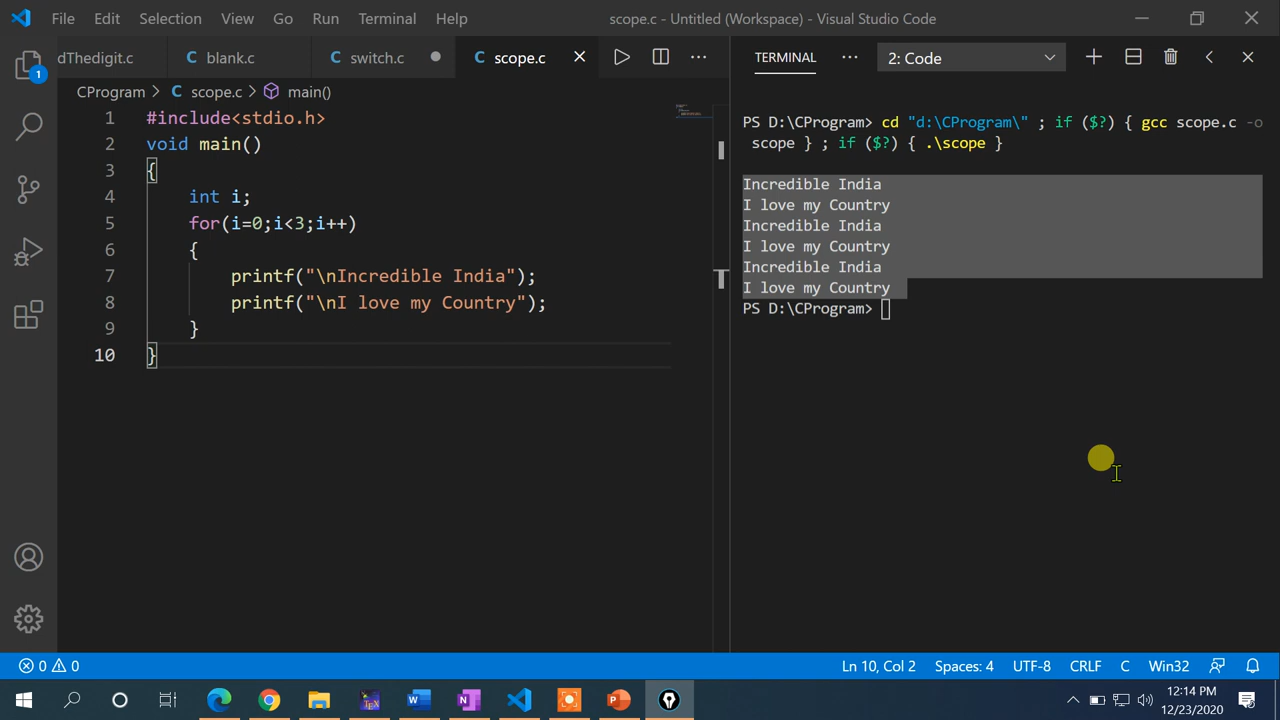 File Edit Selection View Go Run Terminal Help scope.c - Untitled (Workspace) - Visual Studio Code
dThedigit.c blank.c switch.c scope.c
TERMINAL 2: Code
CProgram > scope.c > main()
1 #include<stdio.h>
2 void main()
3 {
4 int i;
5 for(i=0;i<3;i++)
6 {
7 printf("\nIncredible India");
8 printf("\nI love my Country");
9 }
10 }
PS D:\CProgram> cd "d:\CProgram\" ; if ($?) { gcc scope.c -o
scope } ; if ($?) { .\scope }
Incredible India
I love my Country
Incredible India
I love my Country
Incredible India
I love my Country
PS D:\CProgram>
1
0 0 Ln 10, Col 2 Spaces: 4 UTF-8 CRLF C Win32
12:14 PM
12/23/2020